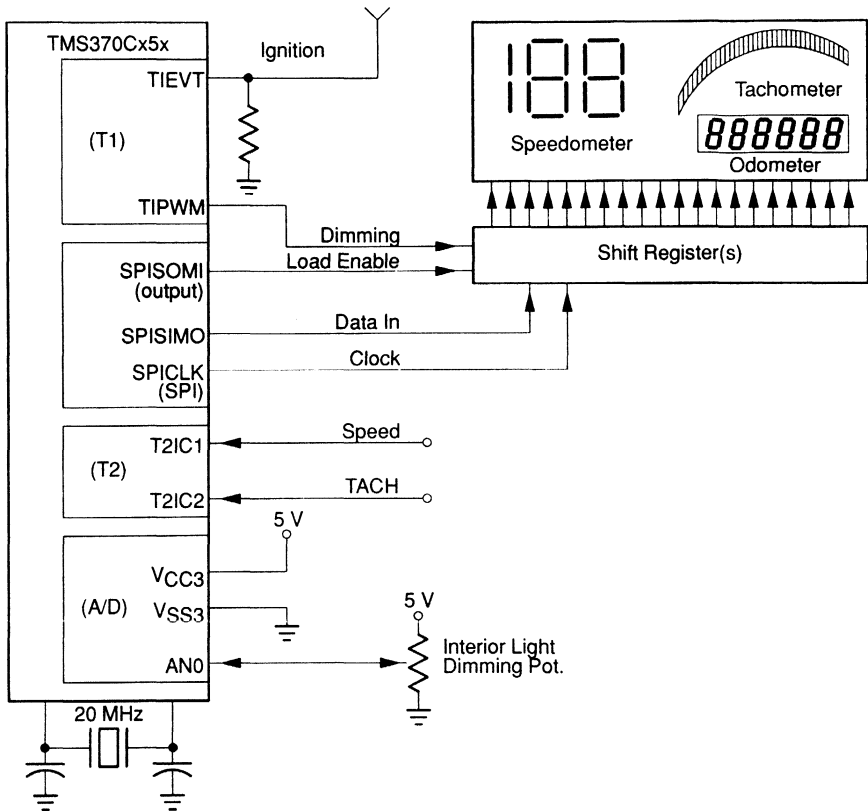 TMS370Cx5x
TIEVT
Ignition
(T1)
TIPWM
Speedometer
Tachometer
888888
Odometer
188
Dimming
Load Enable
Shift Register(s)
SPISOMI
(output)
SPISIMO
Data In
SPICLK
(SPI)
Clock
T2IC1
Speed
(T2)
T2IC2
TACH
5 V
VCC3
(A/D)
VSS3
AN0
5 V
Interior Light
Dimming Pot.
20 MHz